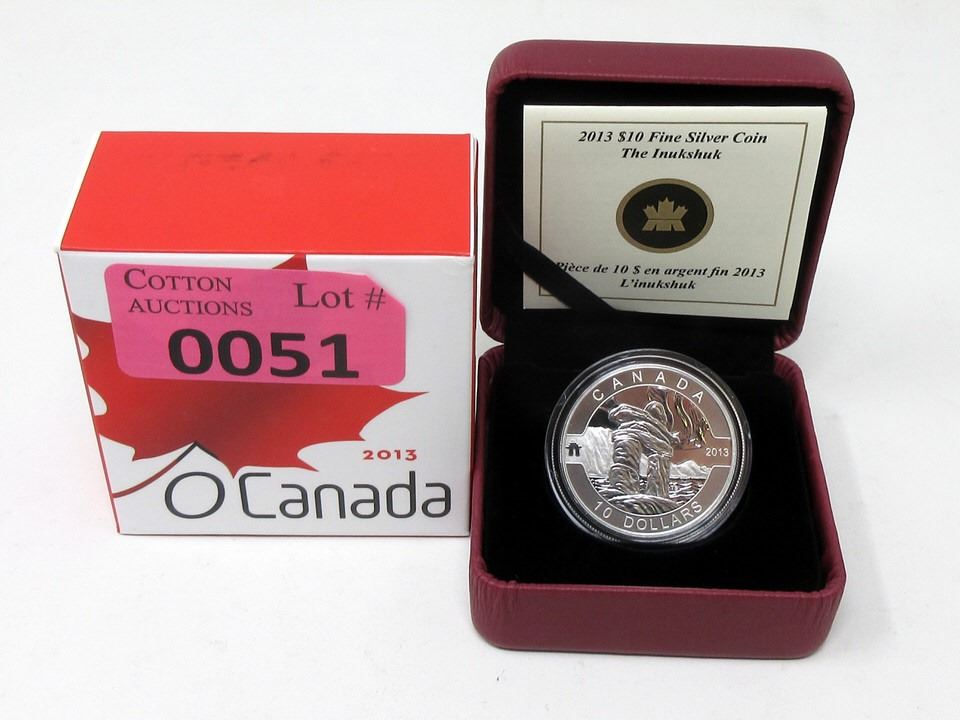 COTTON
AUCTIONS
Lot #
0051
2013
O Canada
2013 $10 Fine Silver Coin
The Inukshuk
Pièce de 10 $ en argent fin 2013
L'inukshuk
CANADA
2013
10 DOLLARS